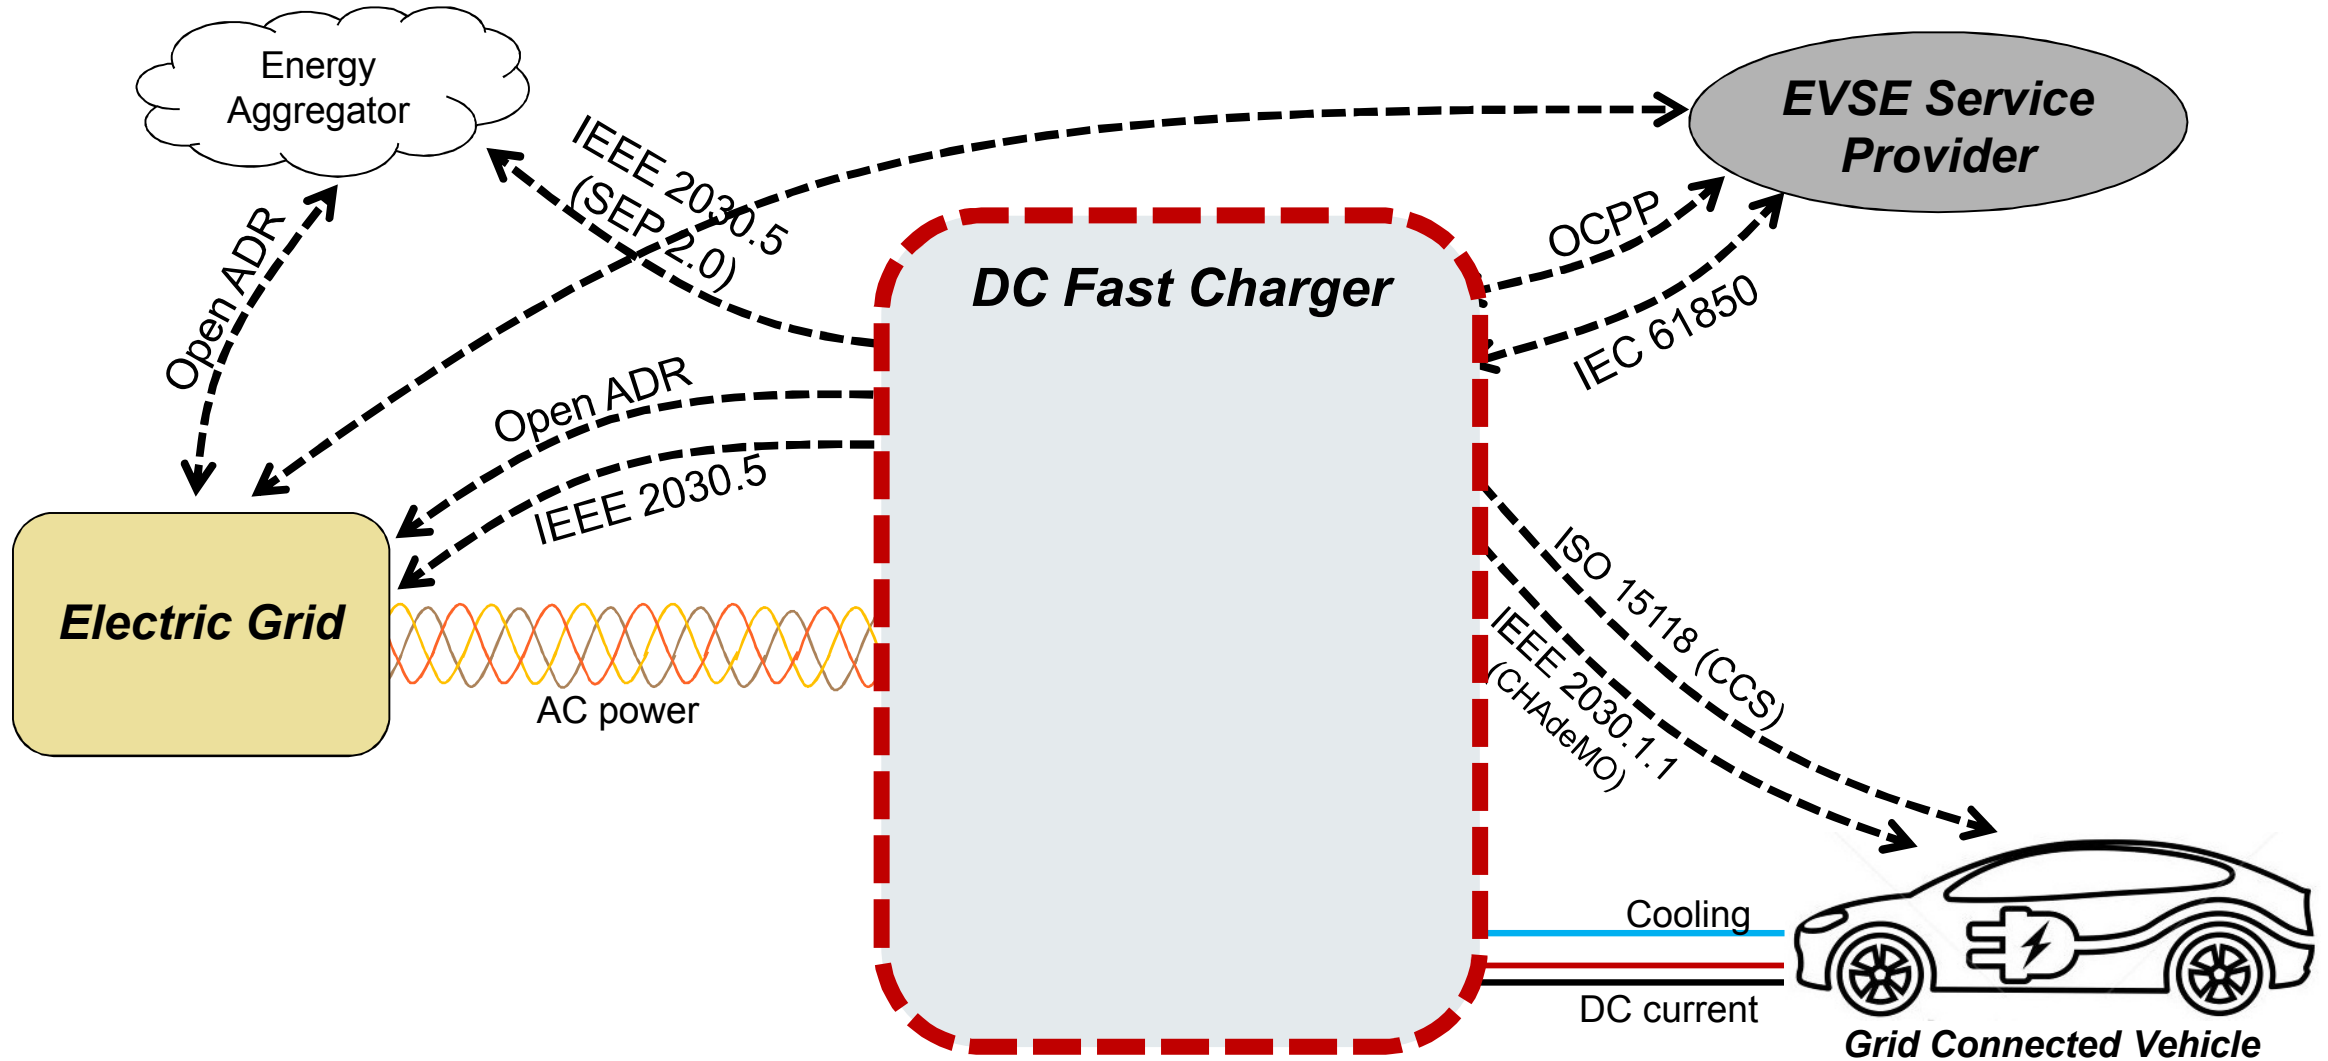 Energy
Aggregator
EVSE Service
Provider
IEEE 2030.5
(SEP 2.0)
Open ADR
OCPP
IEC 61850
DC Fast Charger
Open ADR
IEEE 2030.5
Electric Grid
AC power
ISO 15118 (CCS)
IEEE 2030.1.1
(CHAdeMO)
Cooling
DC current
Grid Connected Vehicle